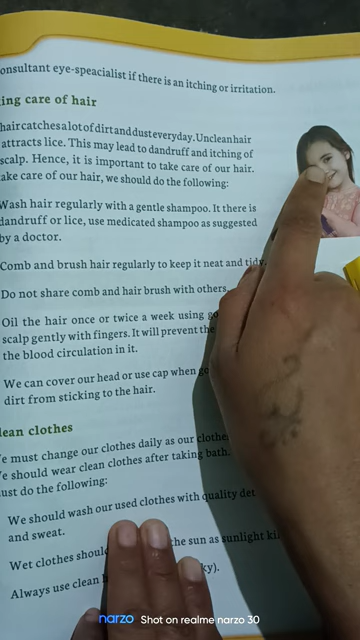 onsultant eye-speacialist if there is an itching or irritation.
ing care of hair
hair catches a lot of dirt and dust everyday. Unclean hair
attracts lice. This may lead to dandruff and itching of
scalp. Hence, it is important to take care of our hair.
ake care of our hair, we should do the following:
Wash hair regularly with a gentle shampoo. It there is
dandruff or lice, use medicated shampoo as suggested
by a doctor.
Comb and brush hair regularly to keep it neat and tidy.
Do not share comb and hair brush with others.
Oil the hair once or twice a week using
scalp gently with fingers. It will prevent the
the blood circulation in it.
We can cover our head or use cap when
dirt from sticking to the hair.
lean clothes
e must change our clothes daily as our clothe
e should wear clean clothes after taking bath.
ust do the following:
We should wash our used clothes with quality det
and sweat.
Wet clothes shoul the sun as sunlight ki
Always use clean ky).
narzo Shot on realme narzo 30